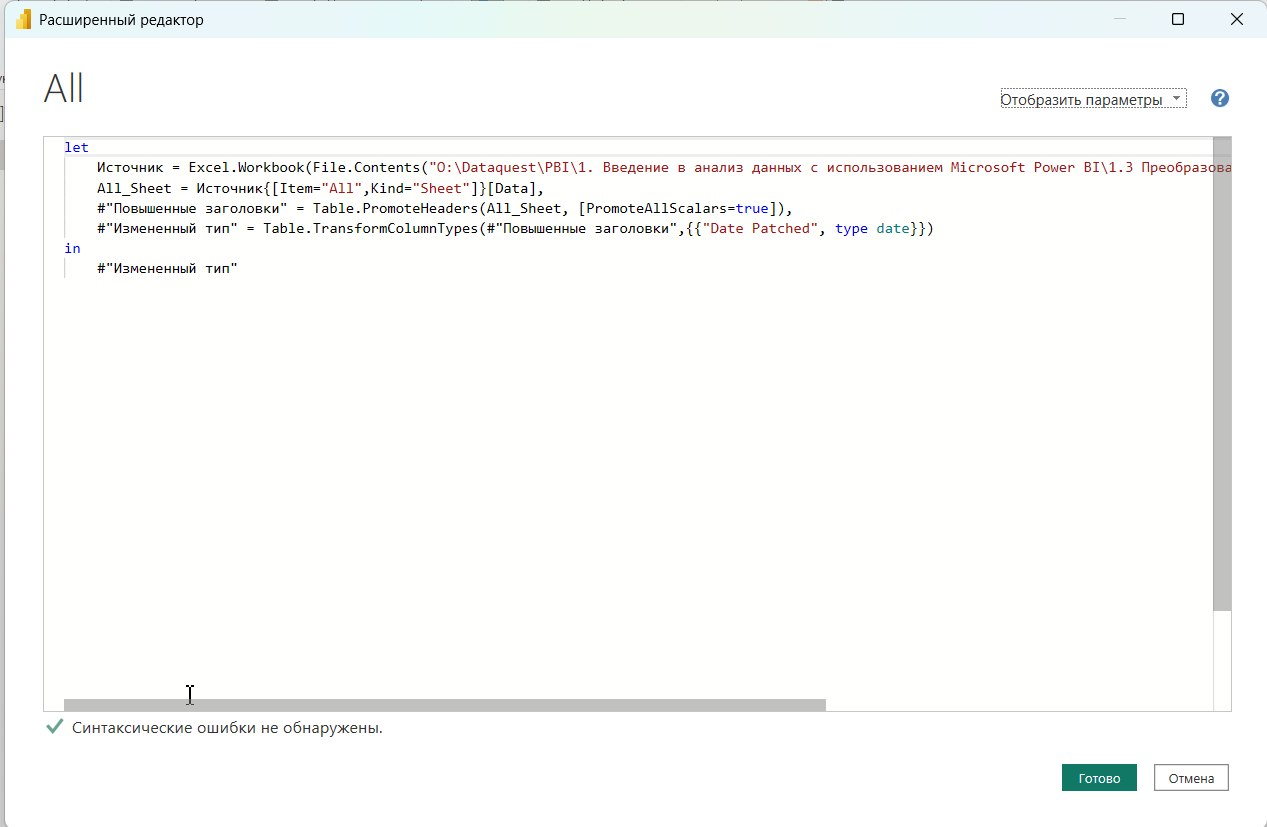 Расширенный редактор
All
Отобразить параметры
let
Источник = Excel.Workbook(File.Contents("O:\Dataquest\PBI\1. Введение в анализ данных с использованием Microsoft Power BI\1.3 Преобразова
All_Sheet = Источник{[Item="All",Kind="Sheet"]}[Data],
#"Повышенные заголовки" = Table.PromoteHeaders(All_Sheet, [PromoteAllScalars=true]),
#"Измененный тип" = Table.TransformColumnTypes(#"Повышенные заголовки",{{"Date Patched", type date}})
in
#"Измененный тип"
Синтаксические ошибки не обнаружены.
Готово
Отмена